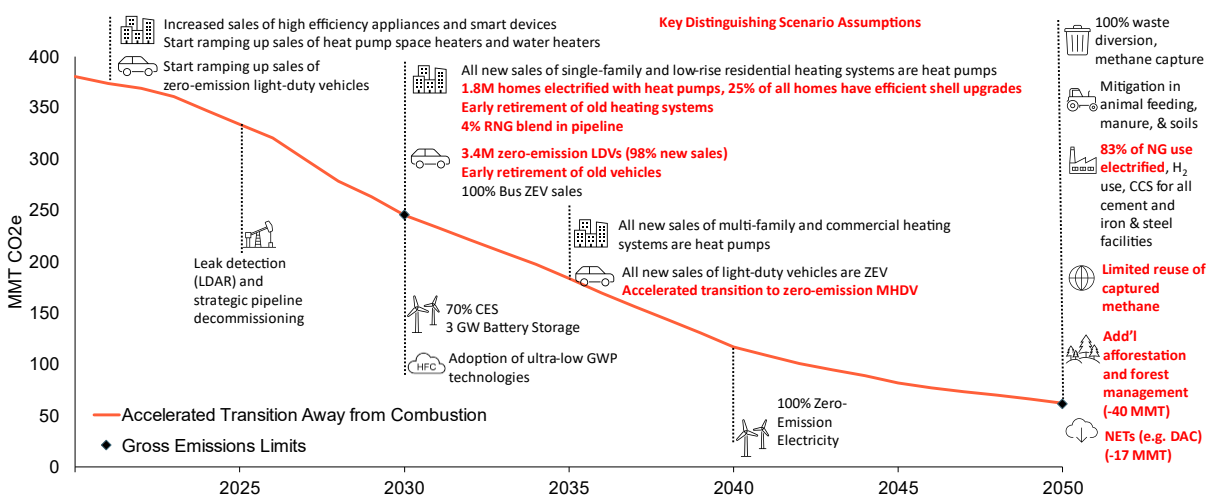 Key Distinguishing Scenario Assumptions
Increased sales of high efficiency appliances and smart devices
Start ramping up sales of heat pump space heaters and water heaters
Start ramping up sales of
zero-emission light-duty vehicles
All new sales of single-family and low-rise residential heating systems are heat pumps
1.8M homes electrified with heat pumps, 25% of all homes have efficient shell upgrades
Early retirement of old heating systems
4% RNG blend in pipeline
3.4M zero-emission LDVs (98% new sales)
Early retirement of old vehicles
100% Bus ZEV sales
All new sales of multi-family and commercial heating
systems are heat pumps
All new sales of light-duty vehicles are ZEV
Accelerated transition to zero-emission MHDV
Leak detection
(LDAR) and
strategic pipeline
decommissioning
70% CES
3 GW Battery Storage
HFC
Adoption of ultra-low GWP
technologies
100% Zero-
Emission
Electricity
100% waste
diversion,
methane capture
Mitigation in
animal feeding,
manure, & soils
83% of NG use
electrified, H2
use, CCS for all
cement and
iron & steel
facilities
Limited reuse of
captured
methane
Add'l
afforestation
and forest
management
(-40 MMT)
NETs (e.g. DAC)
(-17 MMT)
MMT CO2e
400
350
300
250
200
150
100
50
0
Accelerated Transition Away from Combustion
Gross Emissions Limits
2025
2030
2035
2040
2045
2050